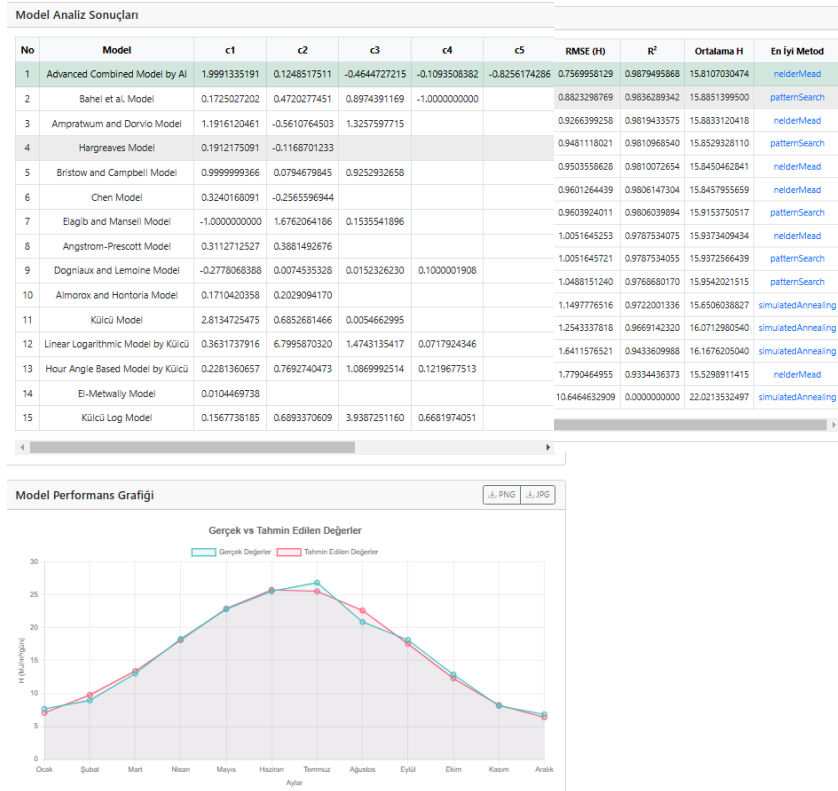 Model Analiz Sonuçları
No Model c1 c2 c3 c4 c5 RMSE (H) R² Ortalama H En İyi Metod
1 Advanced Combined Model by AI 1.9991335191 0.1248517511 -0.4644727215 -0.1093508382 -0.8256174286 0.7569958129 0.9879495868 15.8107030474 nelderMead
2 Bahel et al. Model 0.1725027202 0.4720277451 0.8974391169 -1.0000000000 0.8823298769 0.9836289342 15.8851399500 patternSearch
3 Ampratwum and Dorvlo Model 1.1916120461 -0.5610764503 1.3257597715 0.9266399258 0.9819433575 15.8833120418 nelderMead
4 Hargreaves Model 0.1912175091 -0.1168701233 0.9481118021 0.9810968540 15.8529328110 patternSearch
5 Bristow and Campbell Model 0.9999999366 0.0794679845 0.9252932658 0.9503558628 0.9810072654 15.8450462841 nelderMead
6 Chen Model 0.3240168091 -0.2565596944 0.9601264439 0.9806147304 15.8457955659 nelderMead
7 Elagib and Mansell Model -1.0000000000 1.6762064186 0.1535541896 0.9603924011 0.9806039894 15.9153750517 patternSearch
8 Angstrom-Prescott Model 0.3112712527 0.3881492676 1.0051645253 0.9787534075 15.9373409434 nelderMead
9 Dogniaux and Lemoine Model -0.2778068388 0.0074535328 0.0152326230 0.1000001908 1.0051645721 0.9787534055 15.9372566439 patternSearch
10 Almorox and Hontoria Model 0.1710420358 0.2029094170 1.0488151240 0.9768680170 15.9542021515 patternSearch
11 Külcü Model 2.8134725475 0.6852681466 0.0054662995 1.1497776516 0.9722001336 15.6506038827 simulatedAnnealing
12 Linear Logarithmic Model by Külcü 0.3631737916 6.7995870320 1.4743135417 0.0717924346 1.2543337818 0.9669142320 16.0712980540 simulatedAnnealing
13 Hour Angle Based Model by Külcü 0.2281360657 0.7692740473 1.0869992514 0.1219677513 1.6411576521 0.9433609988 16.1676205040 simulatedAnnealing
14 El-Metwally Model 0.0104469738 1.7790464955 0.9334436373 15.5298911415 nelderMead
15 Külcü Log Model 0.1567738185 0.6893370609 3.9387251160 0.6681974051 10.6464632909 0.0000000000 22.0213532497 simulatedAnnealing
Model Performans Grafiği
PNG JPG
Gerçek vs Tahmin Edilen Değerler
Gerçek Değerler Tahmin Edilen Değerler
H (MJ/m²/gün)
30
25
20
15
10
5
0
Ocak Şubat Mart Nisan Mayıs Haziran Temmuz Ağustos Eylül Ekim Kasım Aralık
Aylar